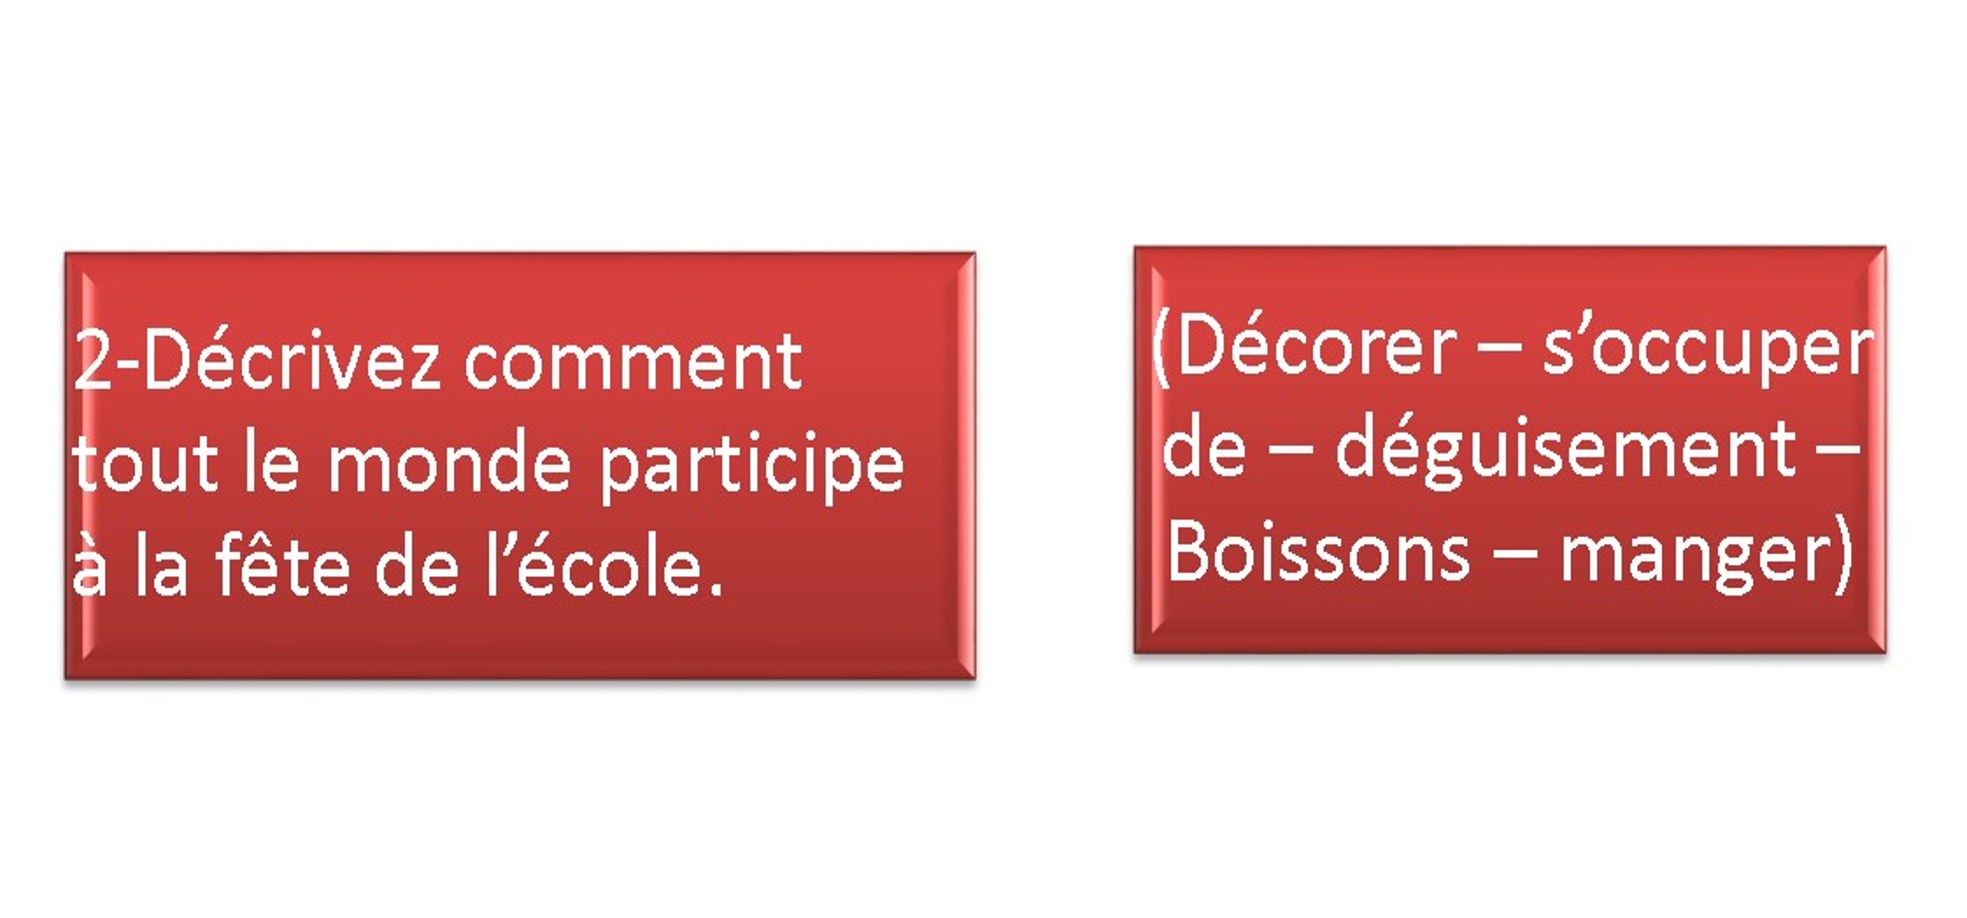 2-Décrivez comment
tout le monde participe
à la fête de l’école.
(Décorer – s’occuper
de – déguisement –
Boissons – manger)